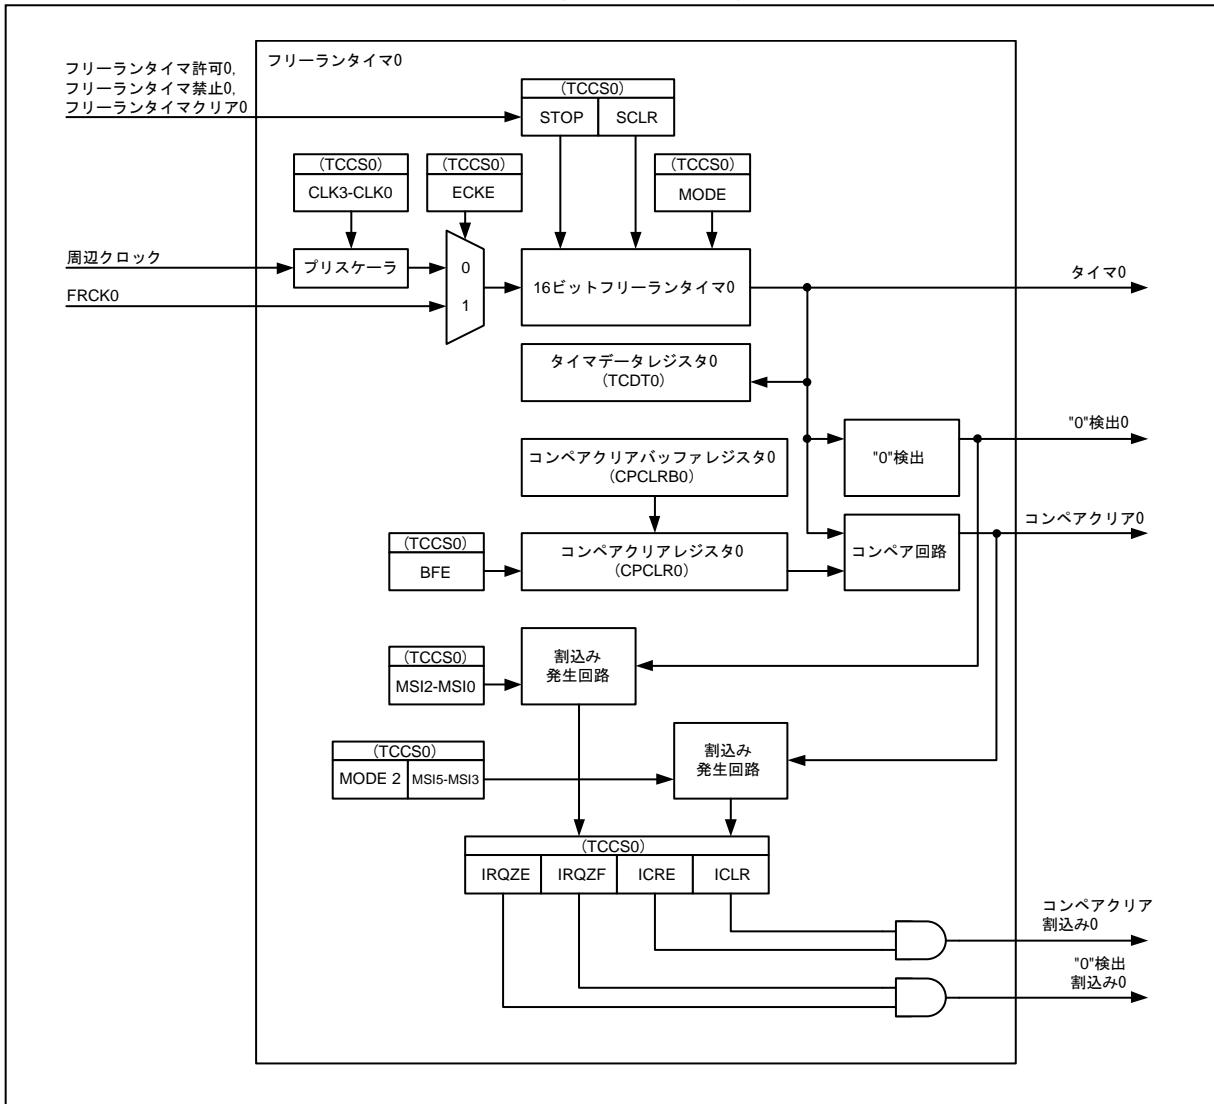 フリーランタイマ許可0,
フリーランタイマ禁止0,
フリーランタイマクリア0
フリーランタイマ0
(TCCS0)
STOP
SCLR
(TCCS0)
CLK3-CLK0
(TCCS0)
ECKE
(TCCS0)
MODE
周辺クロック
プリスケーラ
0
1
16ビットフリーランタイマ0
タイマ0
FRCK0
タイマデータレジスタ0
(TCDT0)
"0"検出
"0"検出0
コンペアクリアバッファレジスタ0
(CPCLRB0)
コンペアクリア0
(TCCS0)
BFE
コンペアクリアレジスタ0
(CPCLR0)
コンペア回路
(TCCS0)
MSI2-MSI0
割込み
発生回路
(TCCS0)
MODE 2
MSI5-MSI3
割込み
発生回路
(TCCS0)
IRQZE
IRQZF
ICRE
ICLR
コンペアクリア
割込み0
"0"検出
割込み0